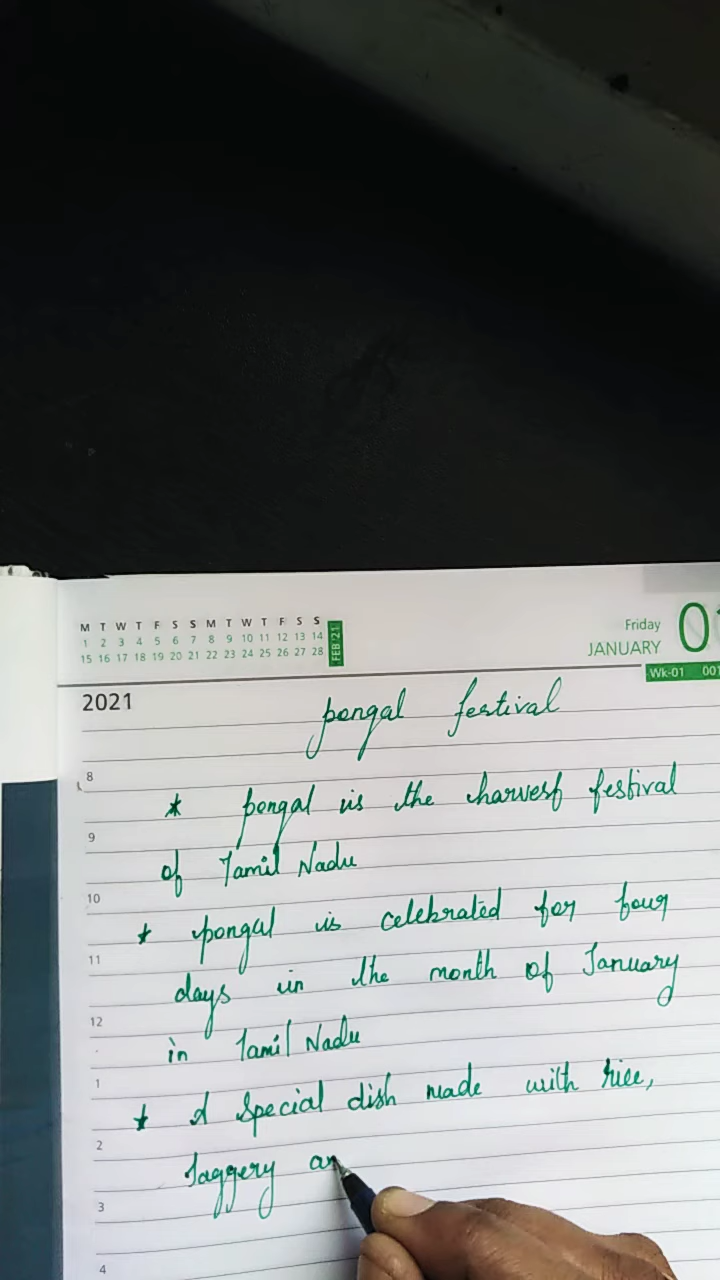 M T W T F S S M T W T F S S
1 2 3 4 5 6 7 8 9 10 11 12 13 14
15 16 17 18 19 20 21 22 23 24 25 26 27 28
FEB '21
Friday
JANUARY
Wk-01 001
2021
pongal festival
8
* pongal is the harvest festival
9
of Tamil Nadu
10
* pongal is celebrated for four
11
days in the month of January
12
in Tamil Nadu
1
* A Special dish made with rice,
2
Jaggery an
3
4